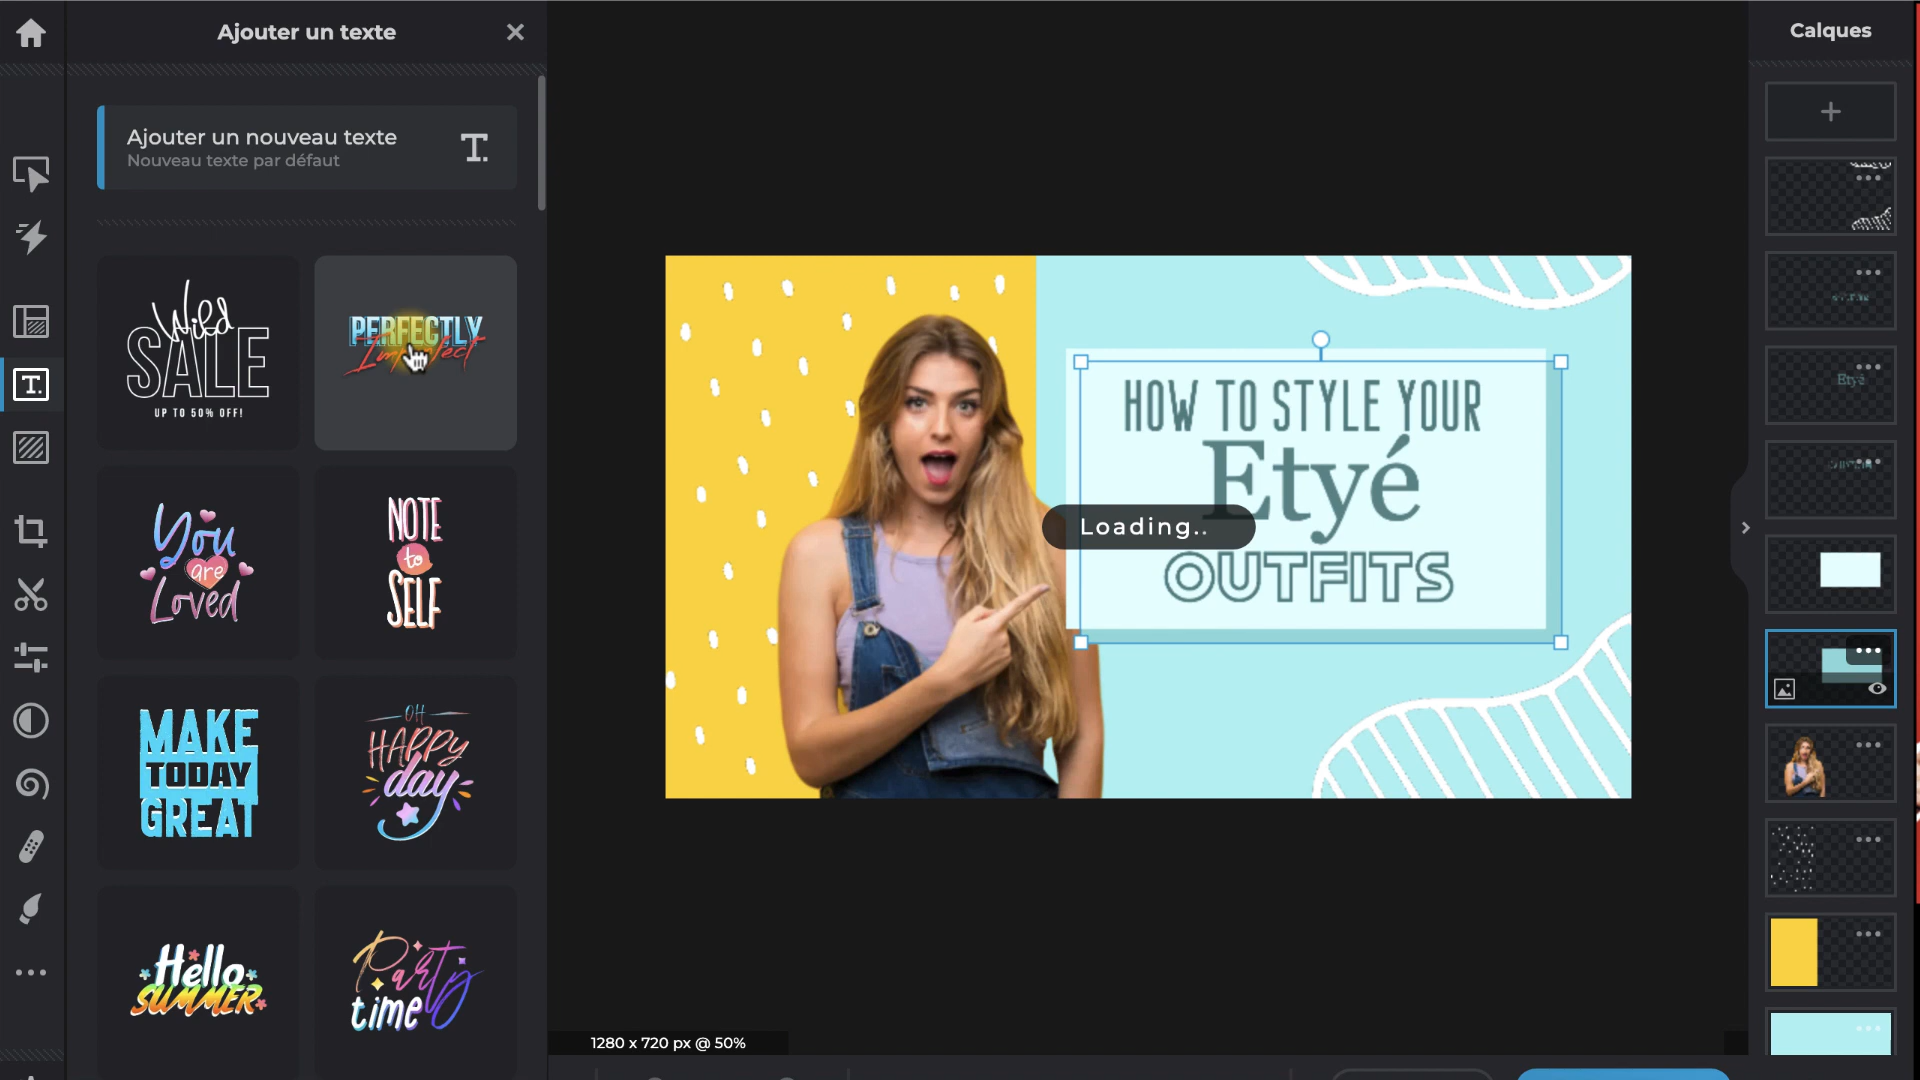 Ajouter un texte
Calques
Ajouter un nouveau texte
Nouveau texte par défaut
T.
Wild
SALE
UP TO 50% OFF!
PERFECTLY
Imperfect
You
are
Loved
NOTE
to
SELF
MAKE
TODAY
GREAT
OH
HAPPY
day
Hello
SUMMER
Party
time
HOW TO STYLE YOUR
Etyé
Loading..
OUTFITS
Etyé
1280 x 720 px @ 50%